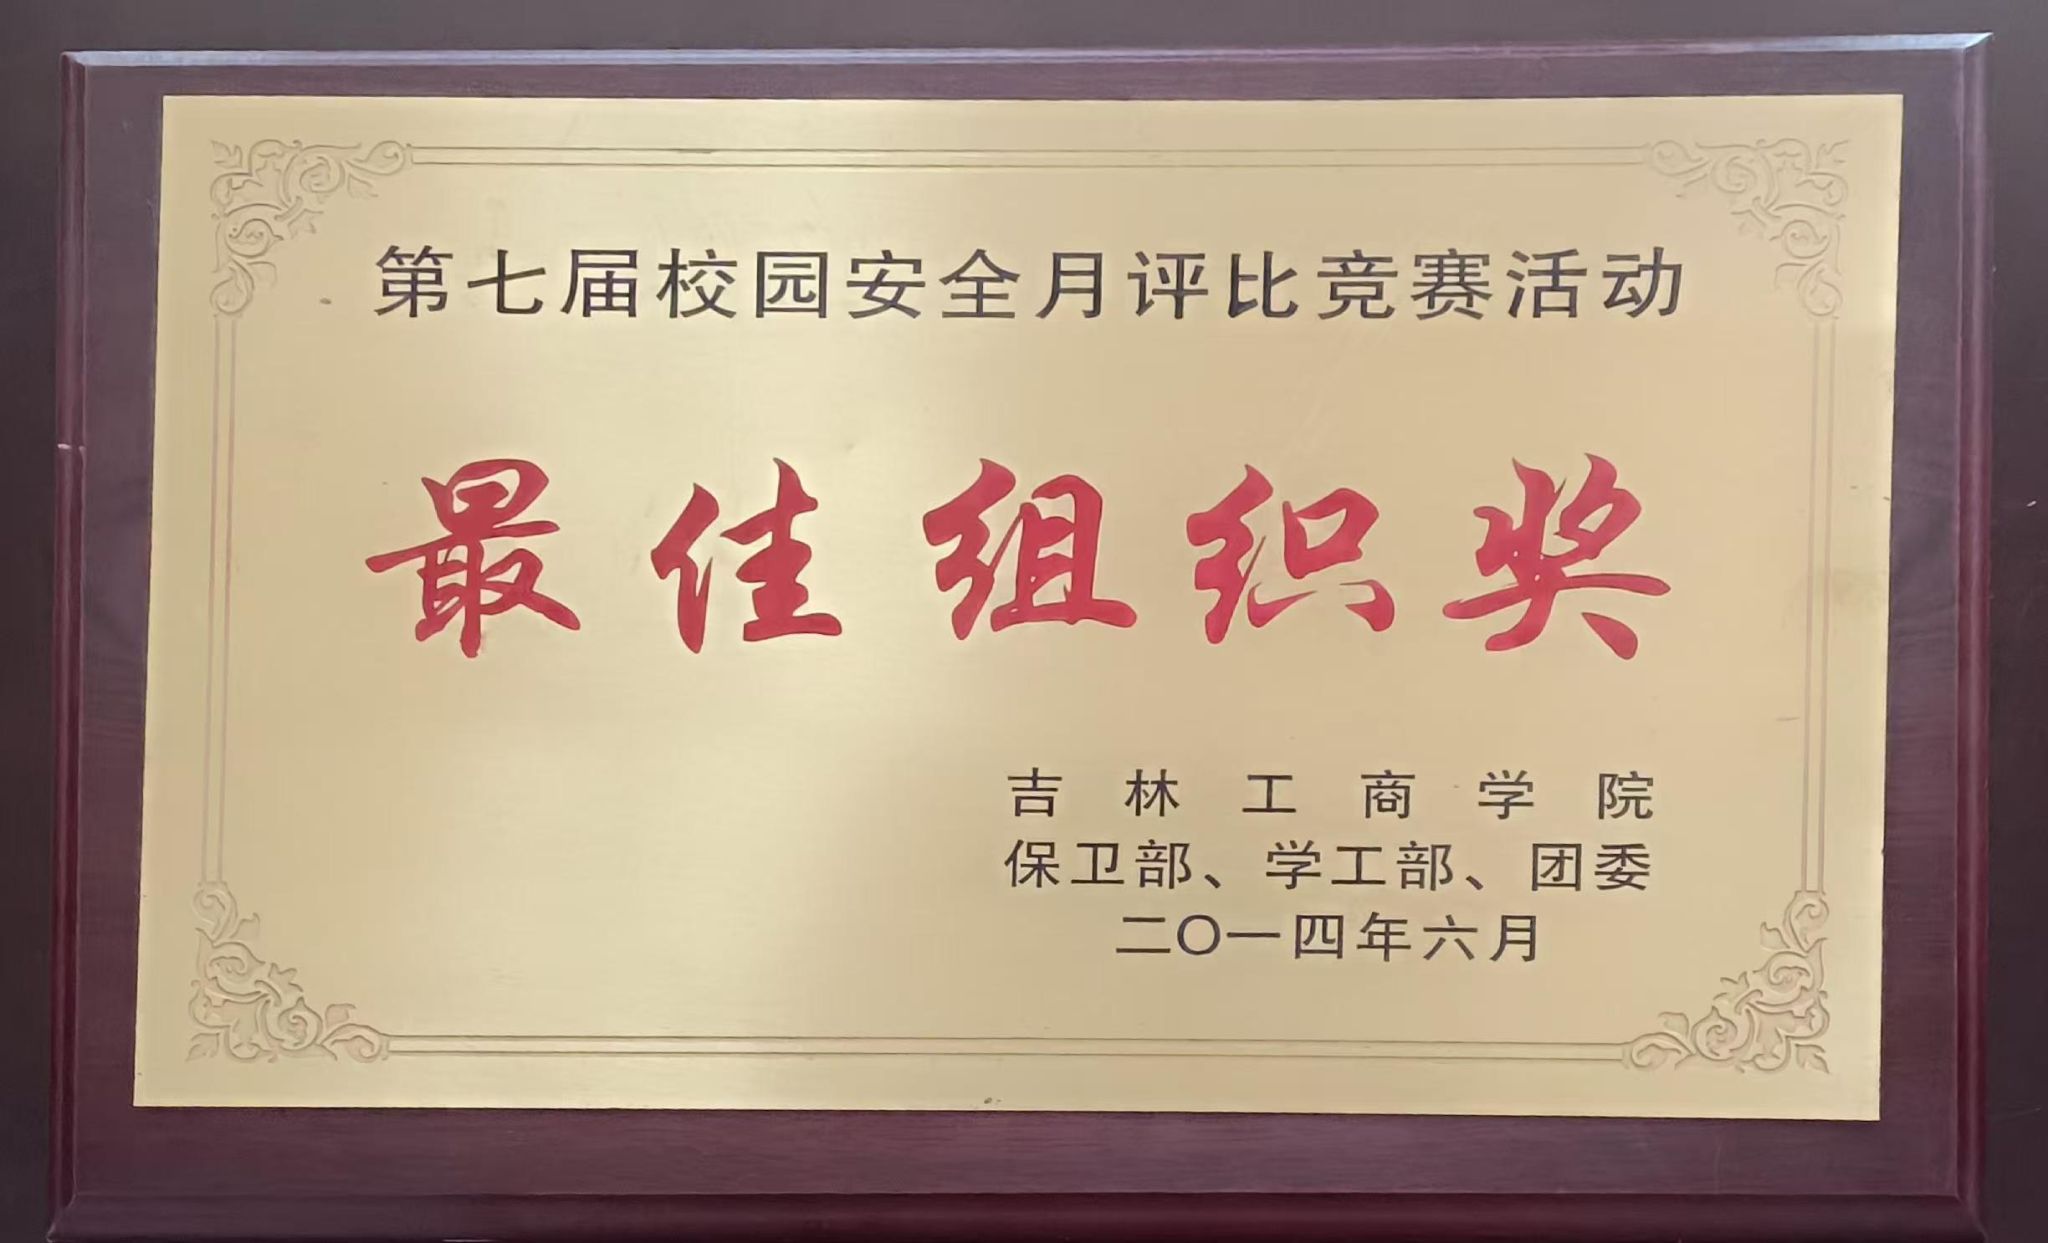 第七届校园安全月评比竞赛活动
最佳组织奖
吉林工商学院
保卫部、学工部、团委
二〇一四年六月